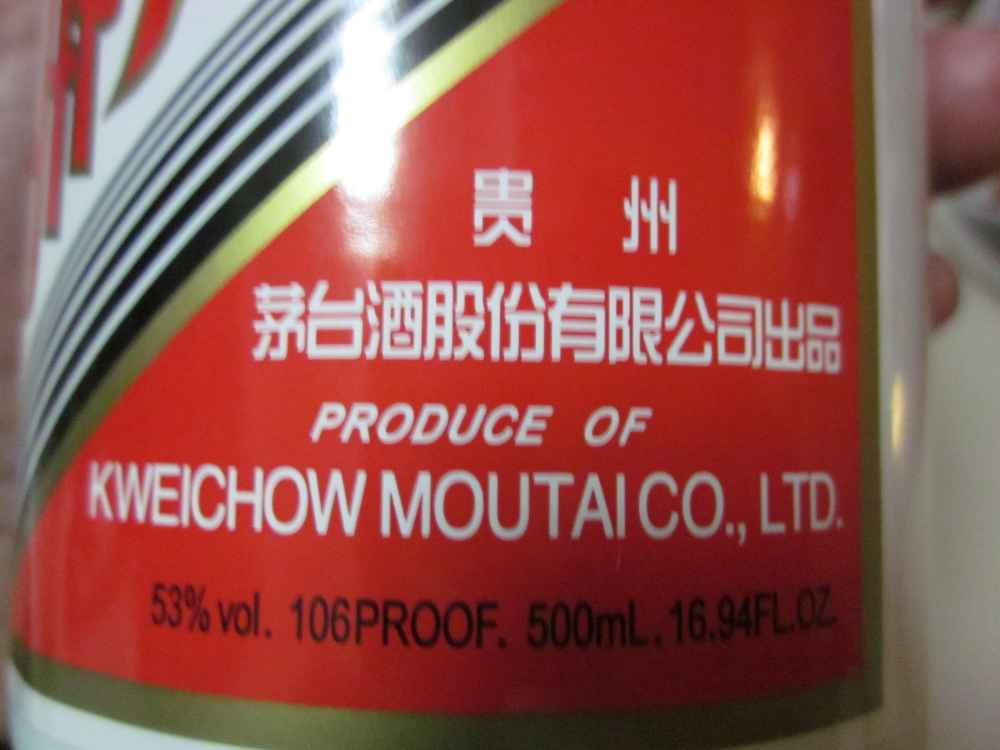 贵州
茅台酒股份有限公司出品
PRODUCE OF
KWEICHOW MOUTAI CO., LTD.
53% vol. 106PROOF. 500mL. 16.94FL.OZ.